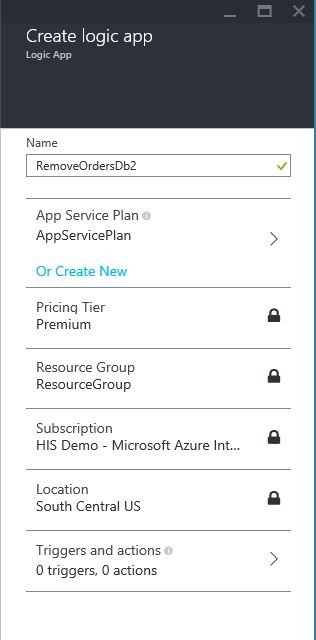 Create logic app
Logic App
Name
RemoveOrdersDb2
App Service Plan
AppServicePlan
Or Create New
Pricing Tier
Premium
Resource Group
ResourceGroup
Subscription
HIS Demo - Microsoft Azure Int...
Location
South Central US
Triggers and actions
0 triggers, 0 actions